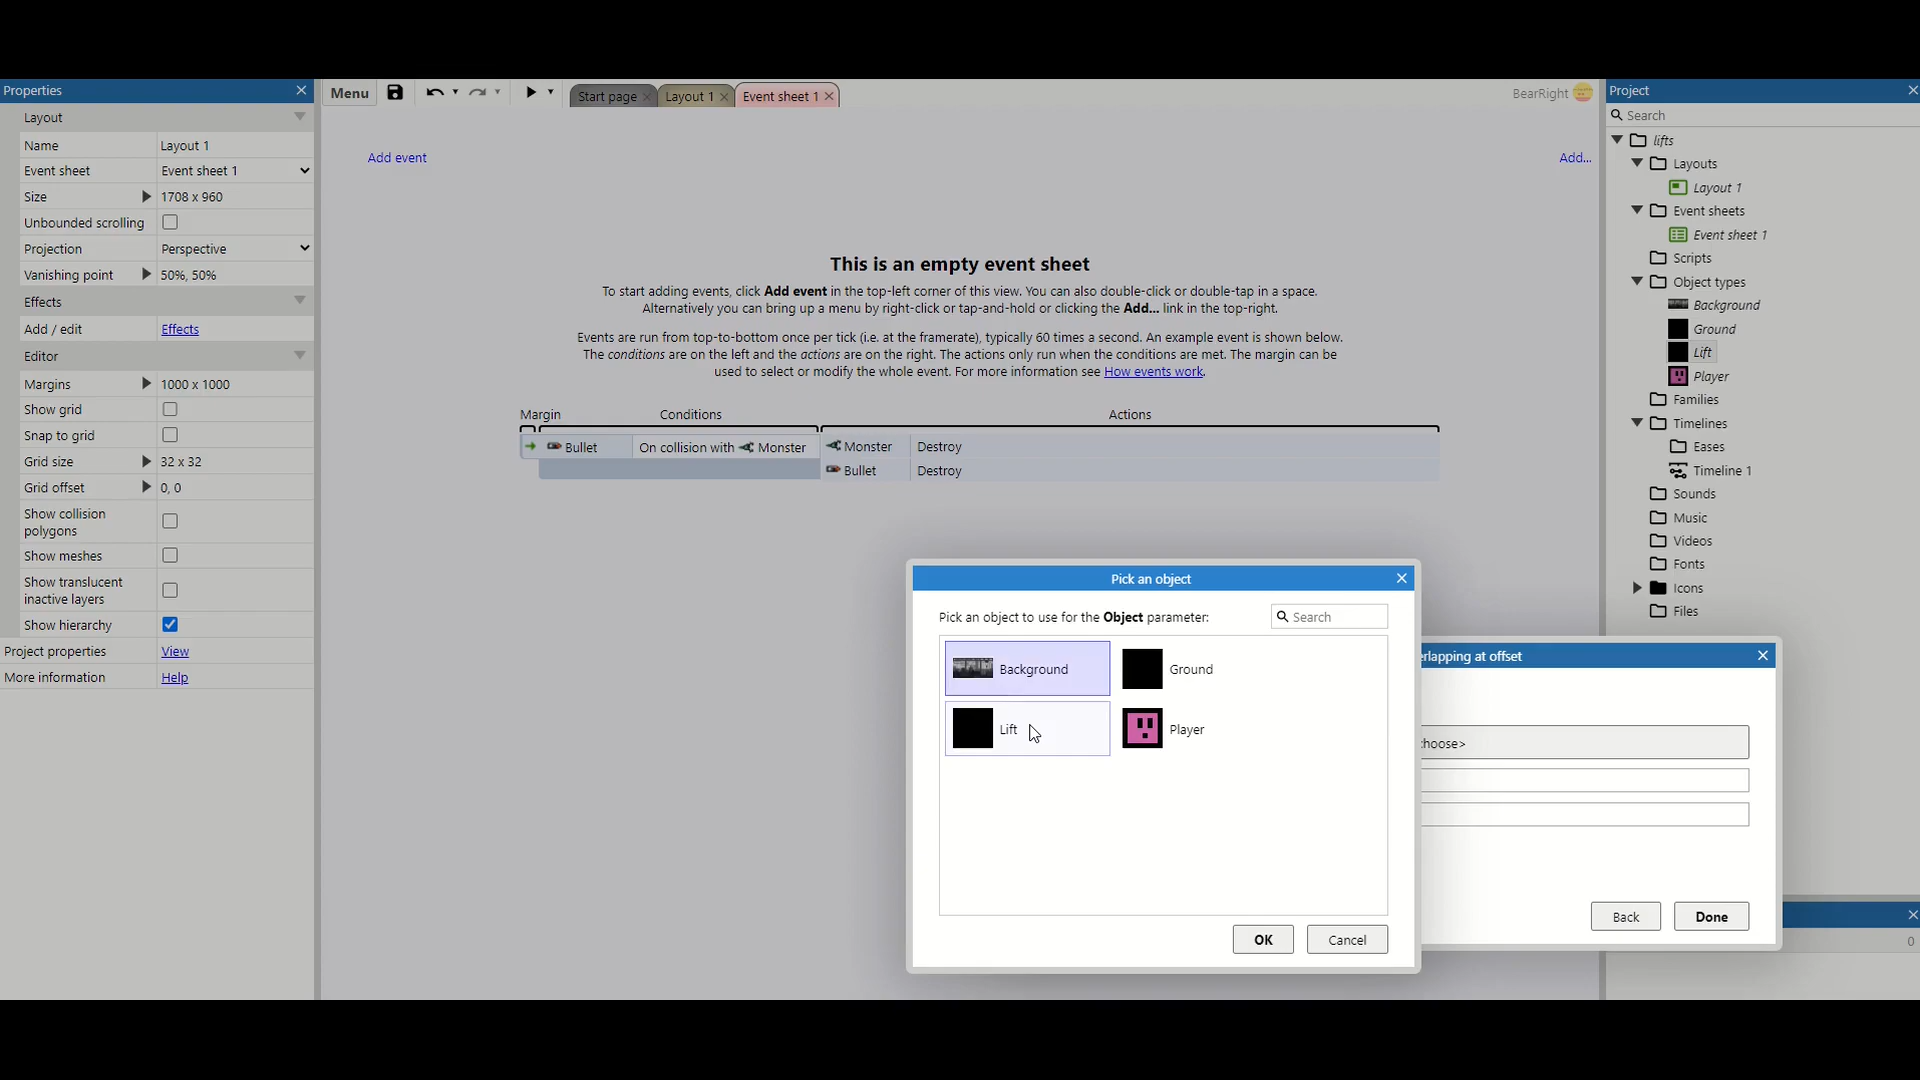 Properties
Layout
Name Layout 1
Event sheet Event sheet 1
Size 1708 x 960
Unbounded scrolling
Projection Perspective
Vanishing point 50%, 50%
Effects
Add / edit Effects
Editor
Margins 1000 x 1000
Show grid
Snap to grid
Grid size 32 x 32
Grid offset 0, 0
Show collision
polygons
Show meshes
Show translucent
inactive layers
Show hierarchy
Project properties View
More information Help
Menu Start page Layout 1 Event sheet 1 BearRight
Add event Add...
This is an empty event sheet
To start adding events, click Add event in the top-left corner of this view. You can also double-click or double-tap in a space.
Alternatively you can bring up a menu by right-click or tap-and-hold or clicking the Add... link in the top-right.
Events are run from top-to-bottom once per tick (i.e. at the framerate), typically 60 times a second. An example event is shown below.
The conditions are on the left and the actions are on the right. The actions only run when the conditions are met. The margin can be
used to select or modify the whole event. For more information see How events work.
Margin Conditions Actions
Bullet On collision with Monster Monster Destroy
Bullet Destroy
Pick an object
Pick an object to use for the Object parameter: Search
Background Ground
Lift Player
OK Cancel
erlapping at offset
hoose>
Back Done
Project
Search
lifts
Layouts
Layout 1
Event sheets
Event sheet 1
Scripts
Object types
Background
Ground
Lift
Player
Families
Timelines
Eases
Timeline 1
Sounds
Music
Videos
Fonts
Icons
Files
0